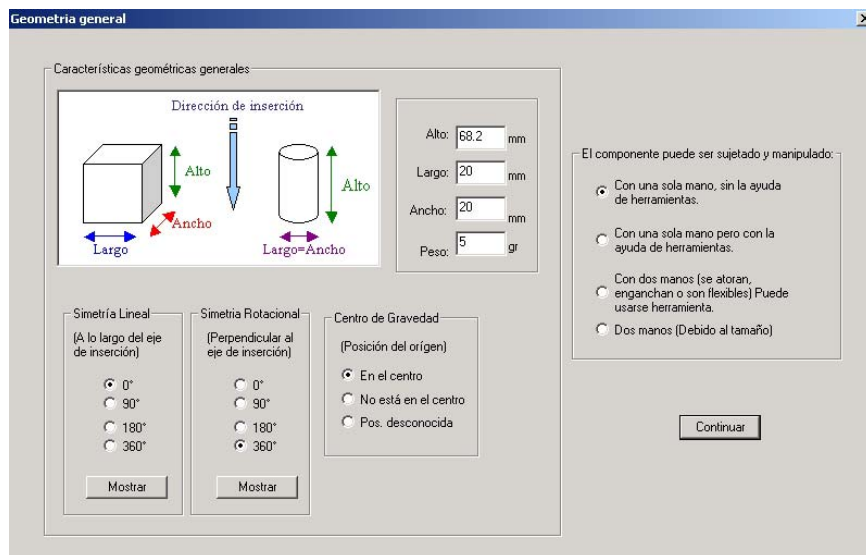 Geometria general
Características geométricas generales
Dirección de inserción
Alto
Ancho
Largo
Alto
Largo=Ancho
Alto: 68.2 mm
Largo: 20 mm
Ancho: 20 mm
Peso: 5 gr
El componente puede ser sujetado y manipulado:
Con una sola mano, sin la ayuda
de herramientas.
Con una sola mano pero con la
ayuda de herramientas.
Con dos manos (se atoran,
enganchan o son flexibles) Puede
usarse herramienta.
Dos manos (Debido al tamaño)
Simetría Lineal
(A lo largo del eje
de inserción)
0°
90°
180°
360°
Mostrar
Simetria Rotacional
(Perpendicular al
eje de inserción)
0°
90°
180°
360°
Mostrar
Centro de Gravedad
(Posición del orígen)
En el centro
No está en el centro
Pos. desconocida
Continuar